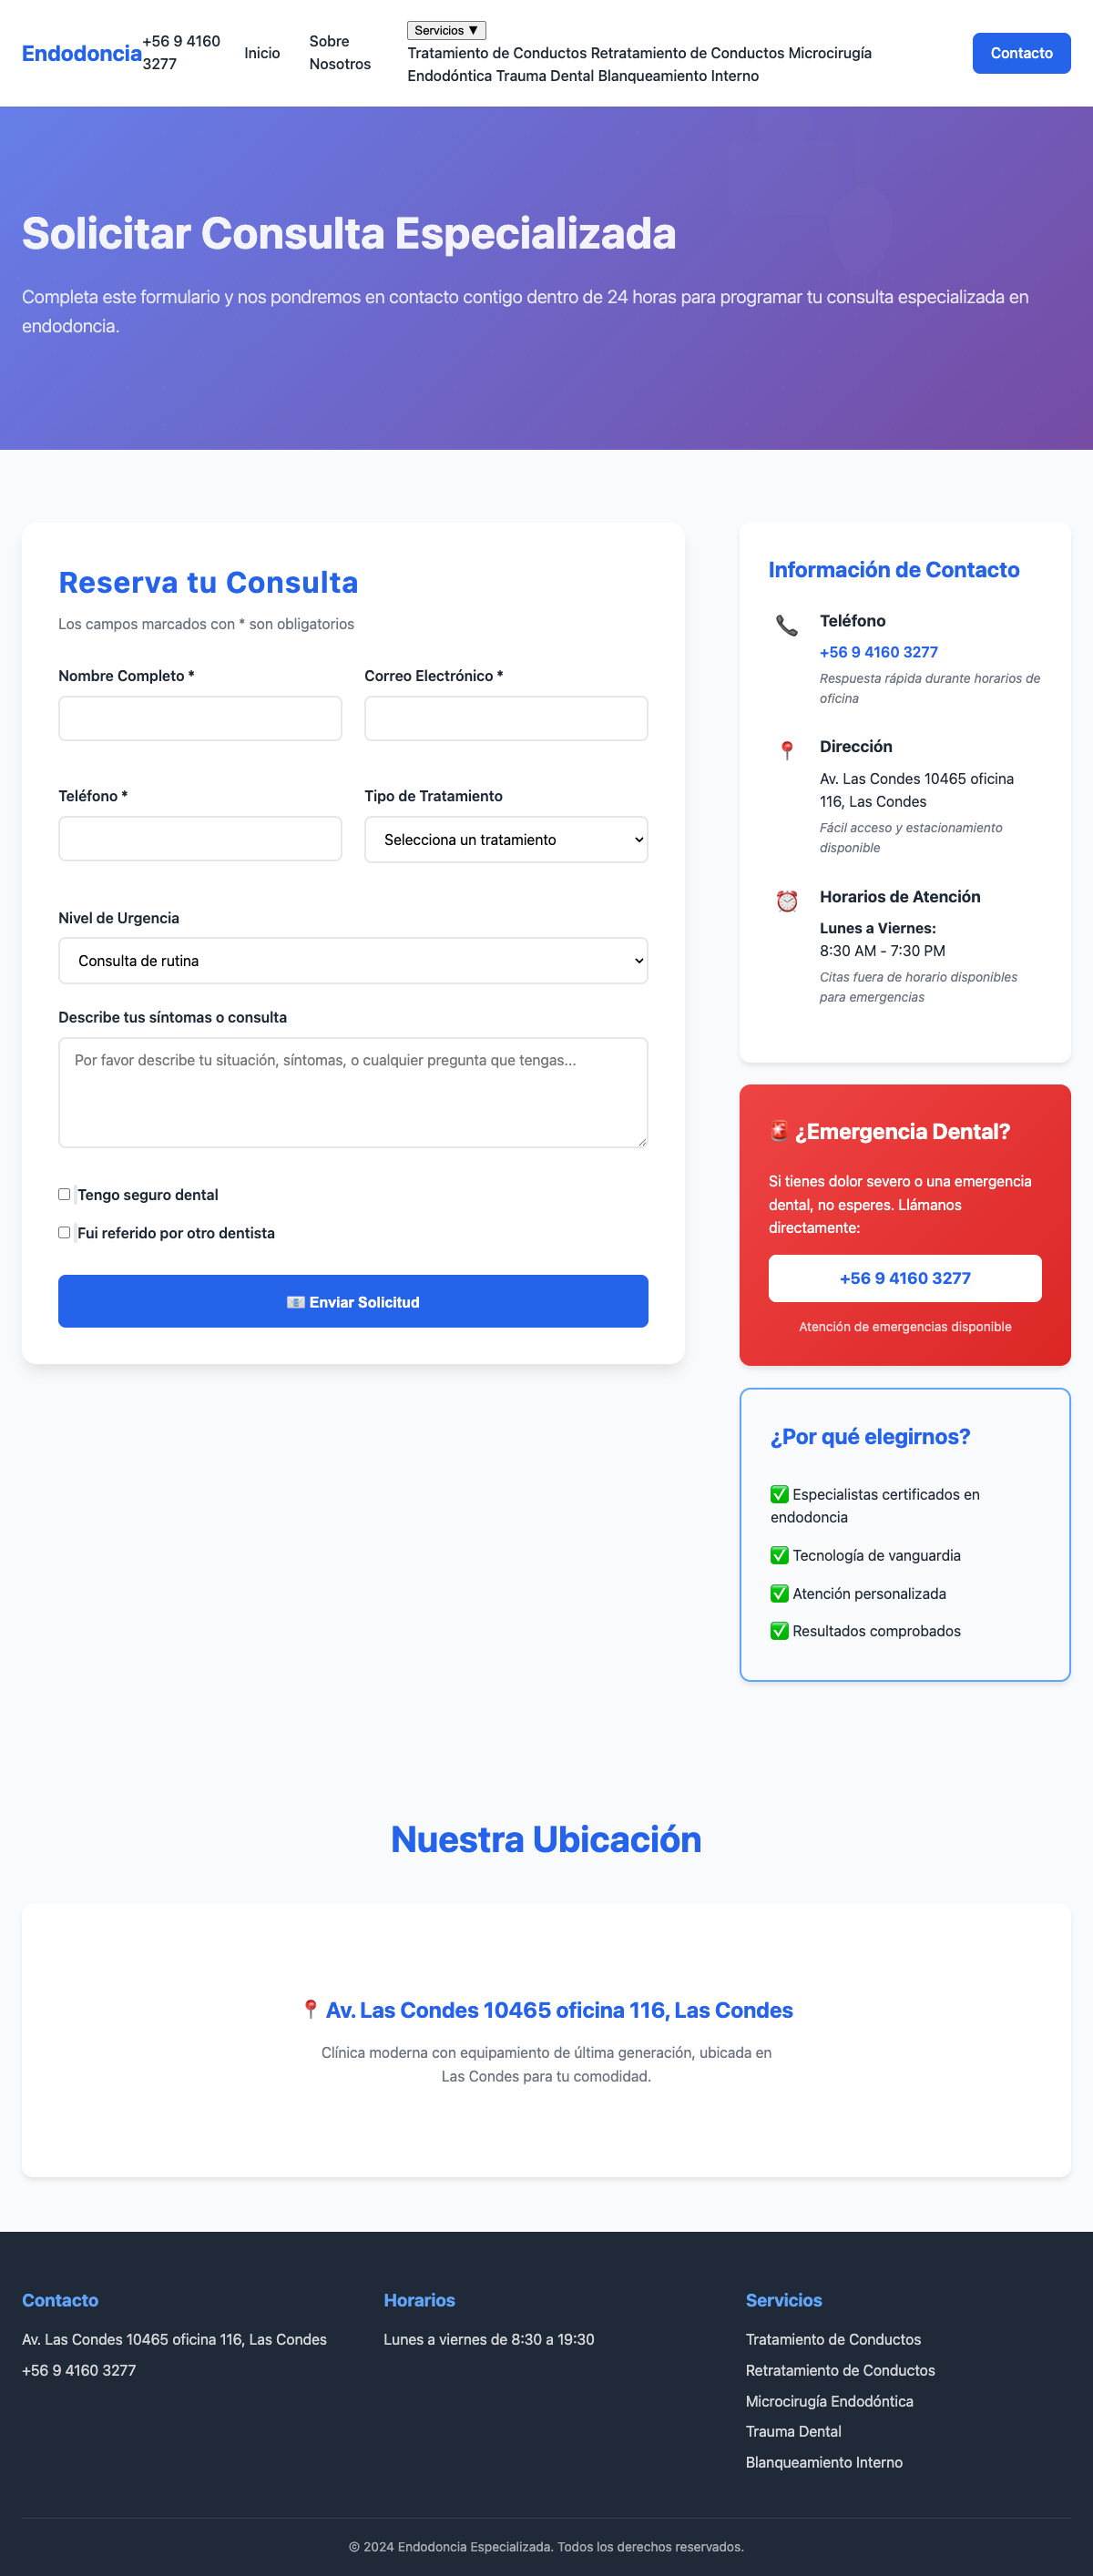 Endodoncia
+56 9 4160
3277
Inicio
Sobre
Nosotros
Servicios ▼
Tratamiento de Conductos Retratamiento de Conductos Microcirugía
Endodóntica Trauma Dental Blanqueamiento Interno
Contacto
Solicitar Consulta Especializada
Completa este formulario y nos pondremos en contacto contigo dentro de 24 horas para programar tu consulta especializada en
endodoncia.
Reserva tu Consulta
Los campos marcados con * son obligatorios
Nombre Completo *
Correo Electrónico *
Teléfono *
Tipo de Tratamiento
Selecciona un tratamiento
Nivel de Urgencia
Consulta de rutina
Describe tus síntomas o consulta
Por favor describe tu situación, síntomas, o cualquier pregunta que tengas...
Tengo seguro dental
Fui referido por otro dentista
📧 Enviar Solicitud
Información de Contacto
📞 Teléfono
+56 9 4160 3277
Respuesta rápida durante horarios de
oficina
📍 Dirección
Av. Las Condes 10465 oficina
116, Las Condes
Fácil acceso y estacionamiento
disponible
⏰ Horarios de Atención
Lunes a Viernes:
8:30 AM - 7:30 PM
Citas fuera de horario disponibles
para emergencias
🚨 ¿Emergencia Dental?
Si tienes dolor severo o una emergencia
dental, no esperes. Llámanos
directamente:
+56 9 4160 3277
Atención de emergencias disponible
¿Por qué elegirnos?
✅ Especialistas certificados en
endodoncia
✅ Tecnología de vanguardia
✅ Atención personalizada
✅ Resultados comprobados
Nuestra Ubicación
📍 Av. Las Condes 10465 oficina 116, Las Condes
Clínica moderna con equipamiento de última generación, ubicada en
Las Condes para tu comodidad.
Contacto
Av. Las Condes 10465 oficina 116, Las Condes
+56 9 4160 3277
Horarios
Lunes a viernes de 8:30 a 19:30
Servicios
Tratamiento de Conductos
Retratamiento de Conductos
Microcirugía Endodóntica
Trauma Dental
Blanqueamiento Interno
© 2024 Endodoncia Especializada. Todos los derechos reservados.